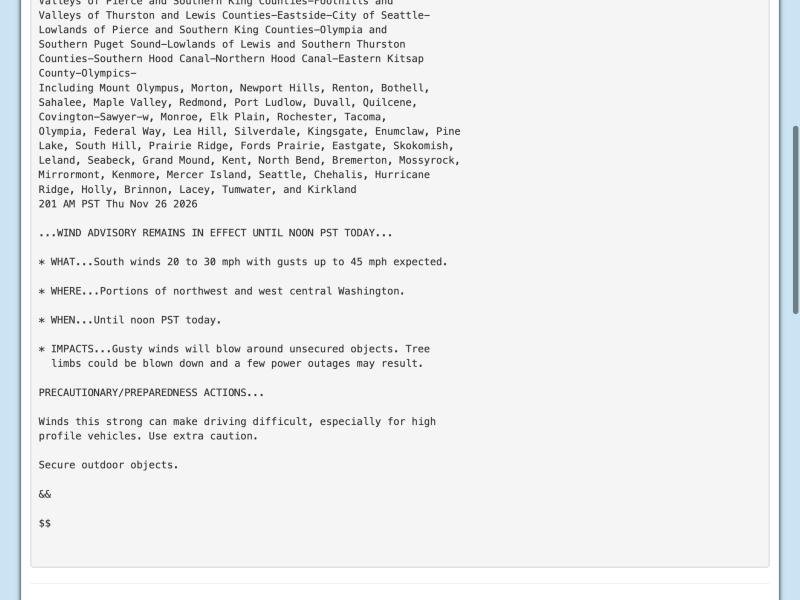 Valleys of Pierce and Southern King Counties-Foothills and
Valleys of Thurston and Lewis Counties-Eastside-City of Seattle-
Lowlands of Pierce and Southern King Counties-Olympia and
Southern Puget Sound-Lowlands of Lewis and Southern Thurston
Counties-Southern Hood Canal-Northern Hood Canal-Eastern Kitsap
County-Olympics-
Including Mount Olympus, Morton, Newport Hills, Renton, Bothell,
Sahalee, Maple Valley, Redmond, Port Ludlow, Duvall, Quilcene,
Covington-Sawyer-w, Monroe, Elk Plain, Rochester, Tacoma,
Olympia, Federal Way, Lea Hill, Silverdale, Kingsgate, Enumclaw, Pine
Lake, South Hill, Prairie Ridge, Fords Prairie, Eastgate, Skokomish,
Leland, Seabeck, Grand Mound, Kent, North Bend, Bremerton, Mossyrock,
Mirrormont, Kenmore, Mercer Island, Seattle, Chehalis, Hurricane
Ridge, Holly, Brinnon, Lacey, Tumwater, and Kirkland
201 AM PST Thu Nov 26 2026
...WIND ADVISORY REMAINS IN EFFECT UNTIL NOON PST TODAY...
* WHAT...South winds 20 to 30 mph with gusts up to 45 mph expected.
* WHERE...Portions of northwest and west central Washington.
* WHEN...Until noon PST today.
* IMPACTS...Gusty winds will blow around unsecured objects. Tree
limbs could be blown down and a few power outages may result.
PRECAUTIONARY/PREPAREDNESS ACTIONS...
Winds this strong can make driving difficult, especially for high
profile vehicles. Use extra caution.
Secure outdoor objects.
&&
$$